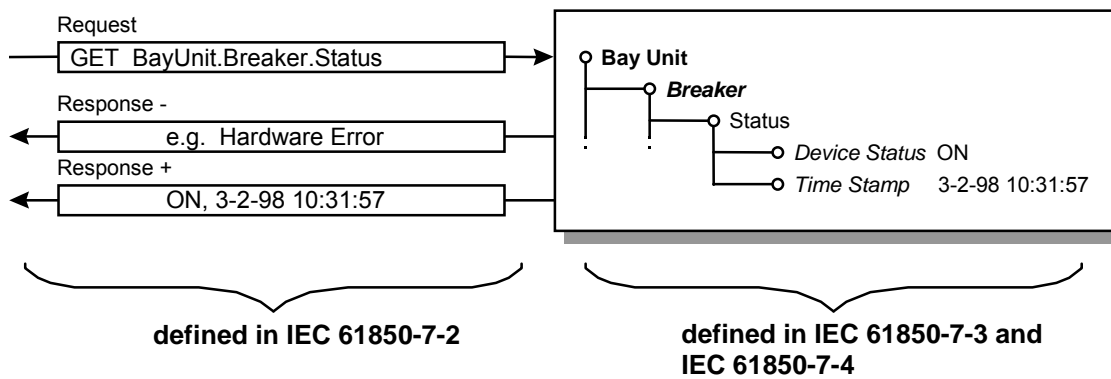 Request
GET BayUnit.Breaker.Status
Response -
e.g. Hardware Error
Response +
ON, 3-2-98 10:31:57
Bay Unit
Breaker
Status
Device Status ON
Time Stamp 3-2-98 10:31:57
defined in IEC 61850-7-2
defined in IEC 61850-7-3 and
IEC 61850-7-4